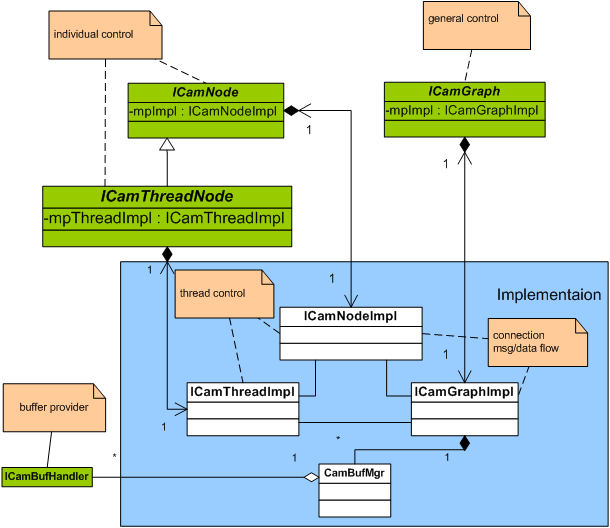 individual control
general control
ICamNode
-mpImpl : ICamNodeImpl
ICamGraph
-mpImpl : ICamGraphImpl
1
1
ICamThreadNode
-mpThreadImpl : ICamThreadImpl
1
thread control
1
Implementaion
ICamNodeImpl
connection
msg/data flow
1
ICamThreadImpl
ICamGraphImpl
1
*
buffer provider
*
1
1
CamBufMgr
ICamBufHandler